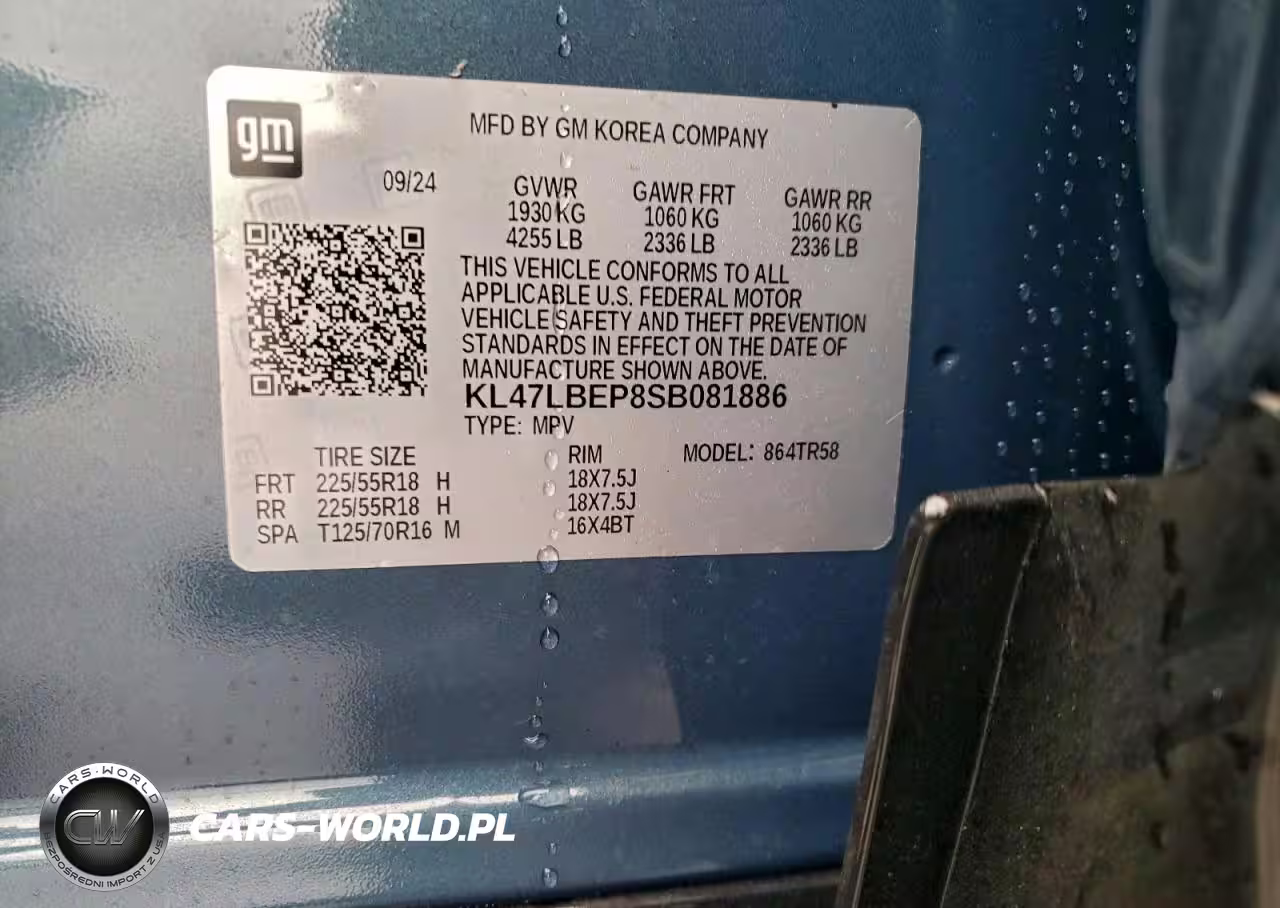 gm
MFD BY GM KOREA COMPANY
09/24
GVWR GAWR FRT GAWR RR
1930 KG 1060 KG 1060 KG
4255 LB 2336 LB 2336 LB
THIS VEHICLE CONFORMS TO ALL
APPLICABLE U.S. FEDERAL MOTOR
VEHICLE SAFETY AND THEFT PREVENTION
STANDARDS IN EFFECT ON THE DATE OF
MANUFACTURE SHOWN ABOVE.
KL47LBEP8SB081886
TYPE: MPV
TIRE SIZE RIM MODEL: 864TR58
FRT 225/55R18 H 18X7.5J
RR 225/55R18 H 18X7.5J
SPA T125/70R16 M 16X4BT
CARS-WORLD
CW
BEZPOŚREDNI IMPORT Z USA
CARS-WORLD.PL